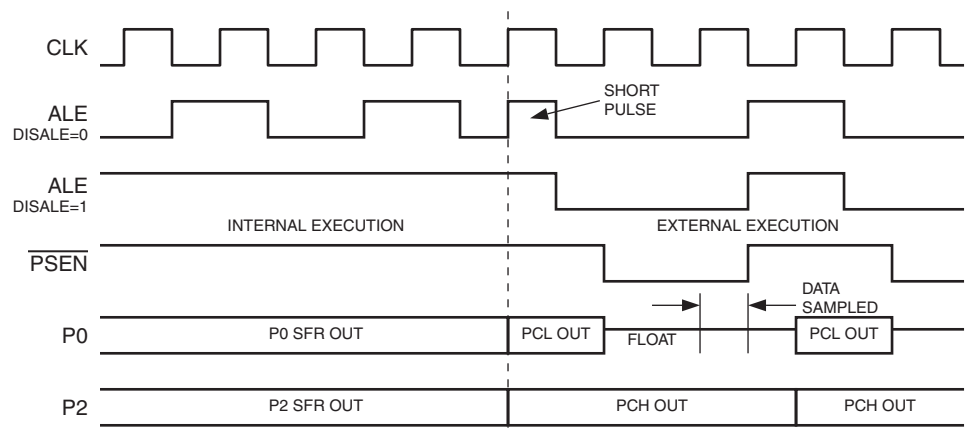 CLK
ALE
DISALE=0
SHORT
PULSE
ALE
DISALE=1
INTERNAL EXECUTION
EXTERNAL EXECUTION
PSEN
DATA
SAMPLED
P0
P0 SFR OUT
PCL OUT
FLOAT
PCL OUT
P2
P2 SFR OUT
PCH OUT
PCH OUT